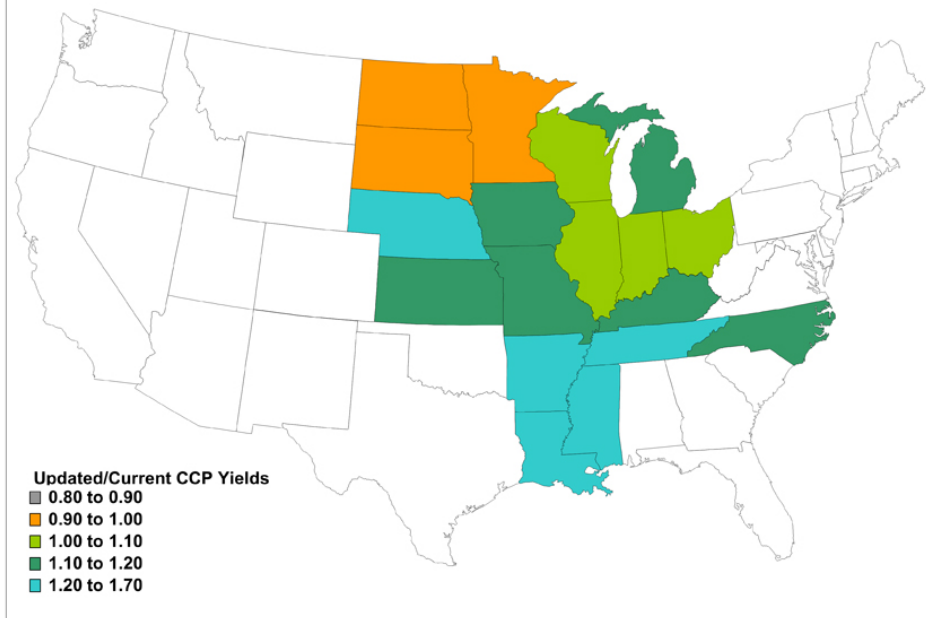 Updated/Current CCP Yields
0.80 to 0.90
0.90 to 1.00
1.00 to 1.10
1.10 to 1.20
1.20 to 1.70